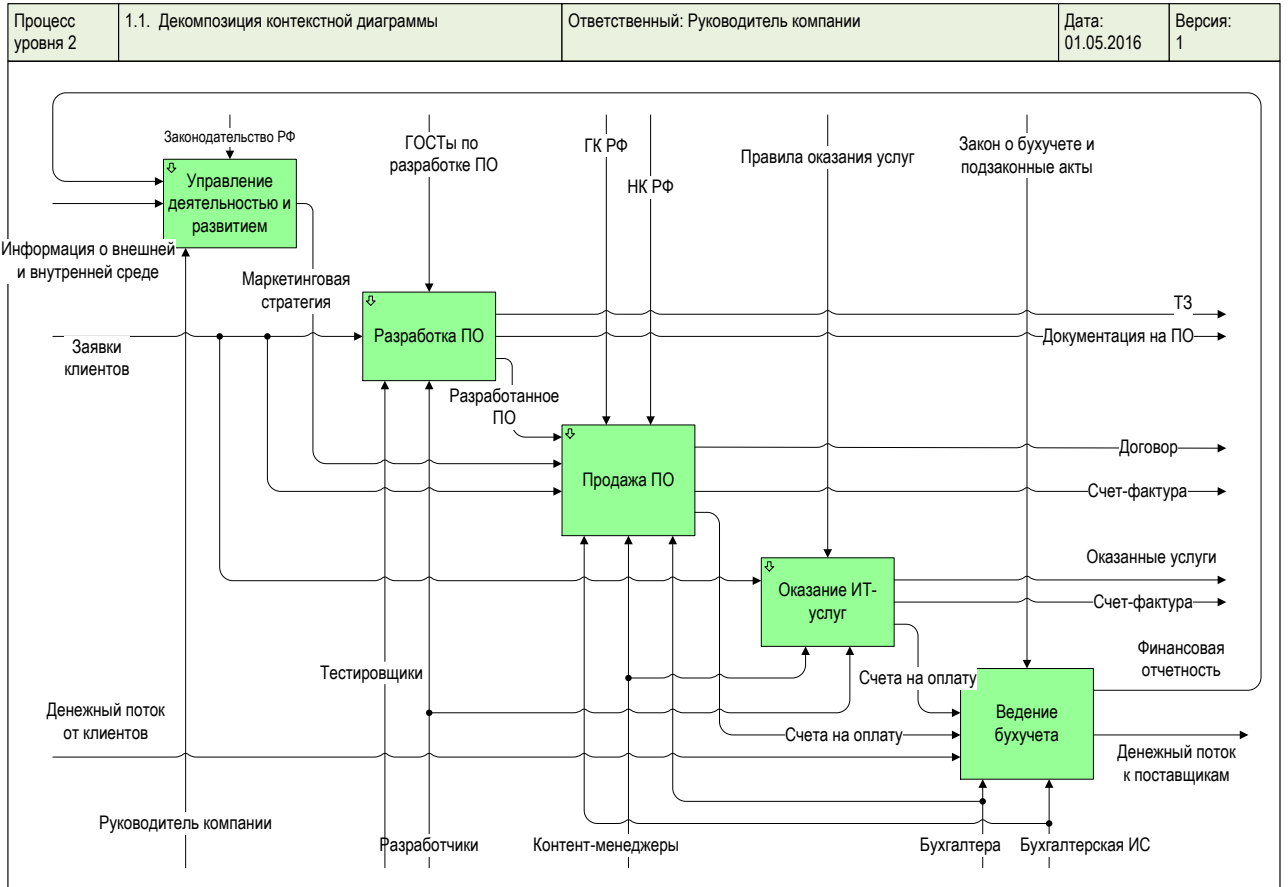 Процесс
уровня 2
1.1. Декомпозиция контекстной диаграммы
Ответственный: Руководитель компании
Дата:
01.05.2016
Версия:
1
Законодательство РФ
ГОСТы по
разработке ПО
ГК РФ
НК РФ
Правила оказания услуг
Закон о бухучете и
подзаконные акты
Управление
деятельностью и
развитием
Информация о внешней
и внутренней среде
Маркетинговая
стратегия
Заявки
клиентов
Разработка ПО
ТЗ
Документация на ПО
Разработанное
ПО
Продажа ПО
Договор
Счет-фактура
Оказание ИТ-
услуг
Оказанные услуги
Счет-фактура
Тестировщики
Счета на оплату
Финансовая
отчетность
Денежный поток
от клиентов
Счета на оплату
Ведение
бухучета
Денежный поток
к поставщикам
Руководитель компании
Разработчики
Контент-менеджеры
Бухгалтера
Бухгалтерская ИС